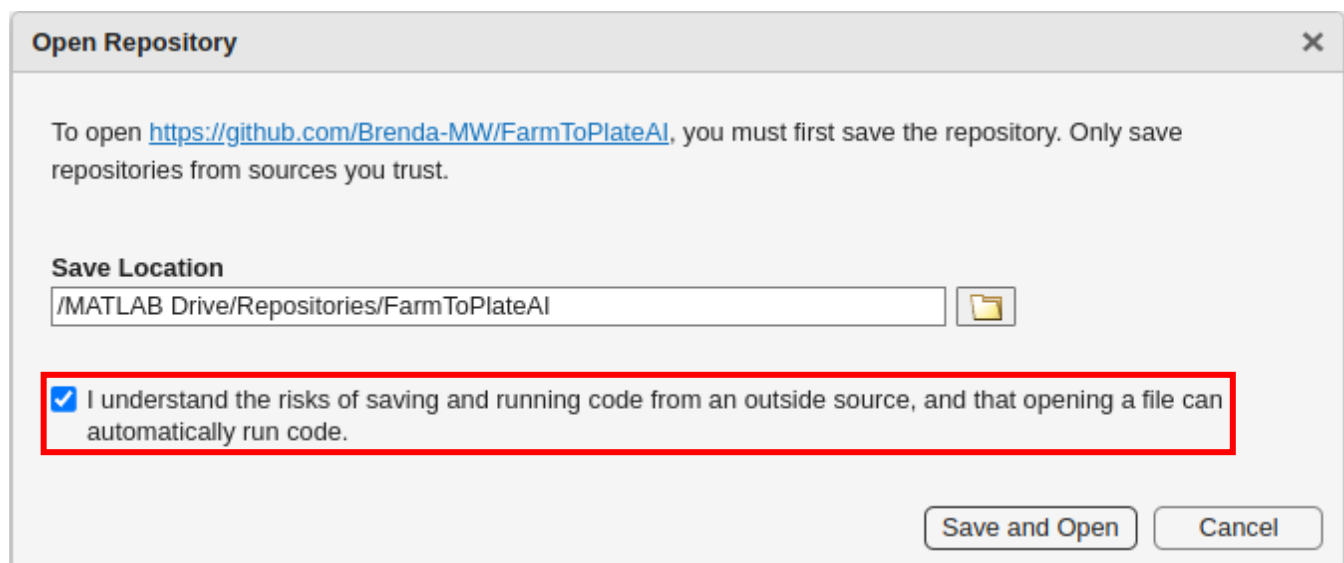 Open Repository
To open https://github.com/Brenda-MW/FarmToPlateAI, you must first save the repository. Only save
repositories from sources you trust.
Save Location
/MATLAB Drive/Repositories/FarmToPlateAI
I understand the risks of saving and running code from an outside source, and that opening a file can
automatically run code.
Save and Open
Cancel